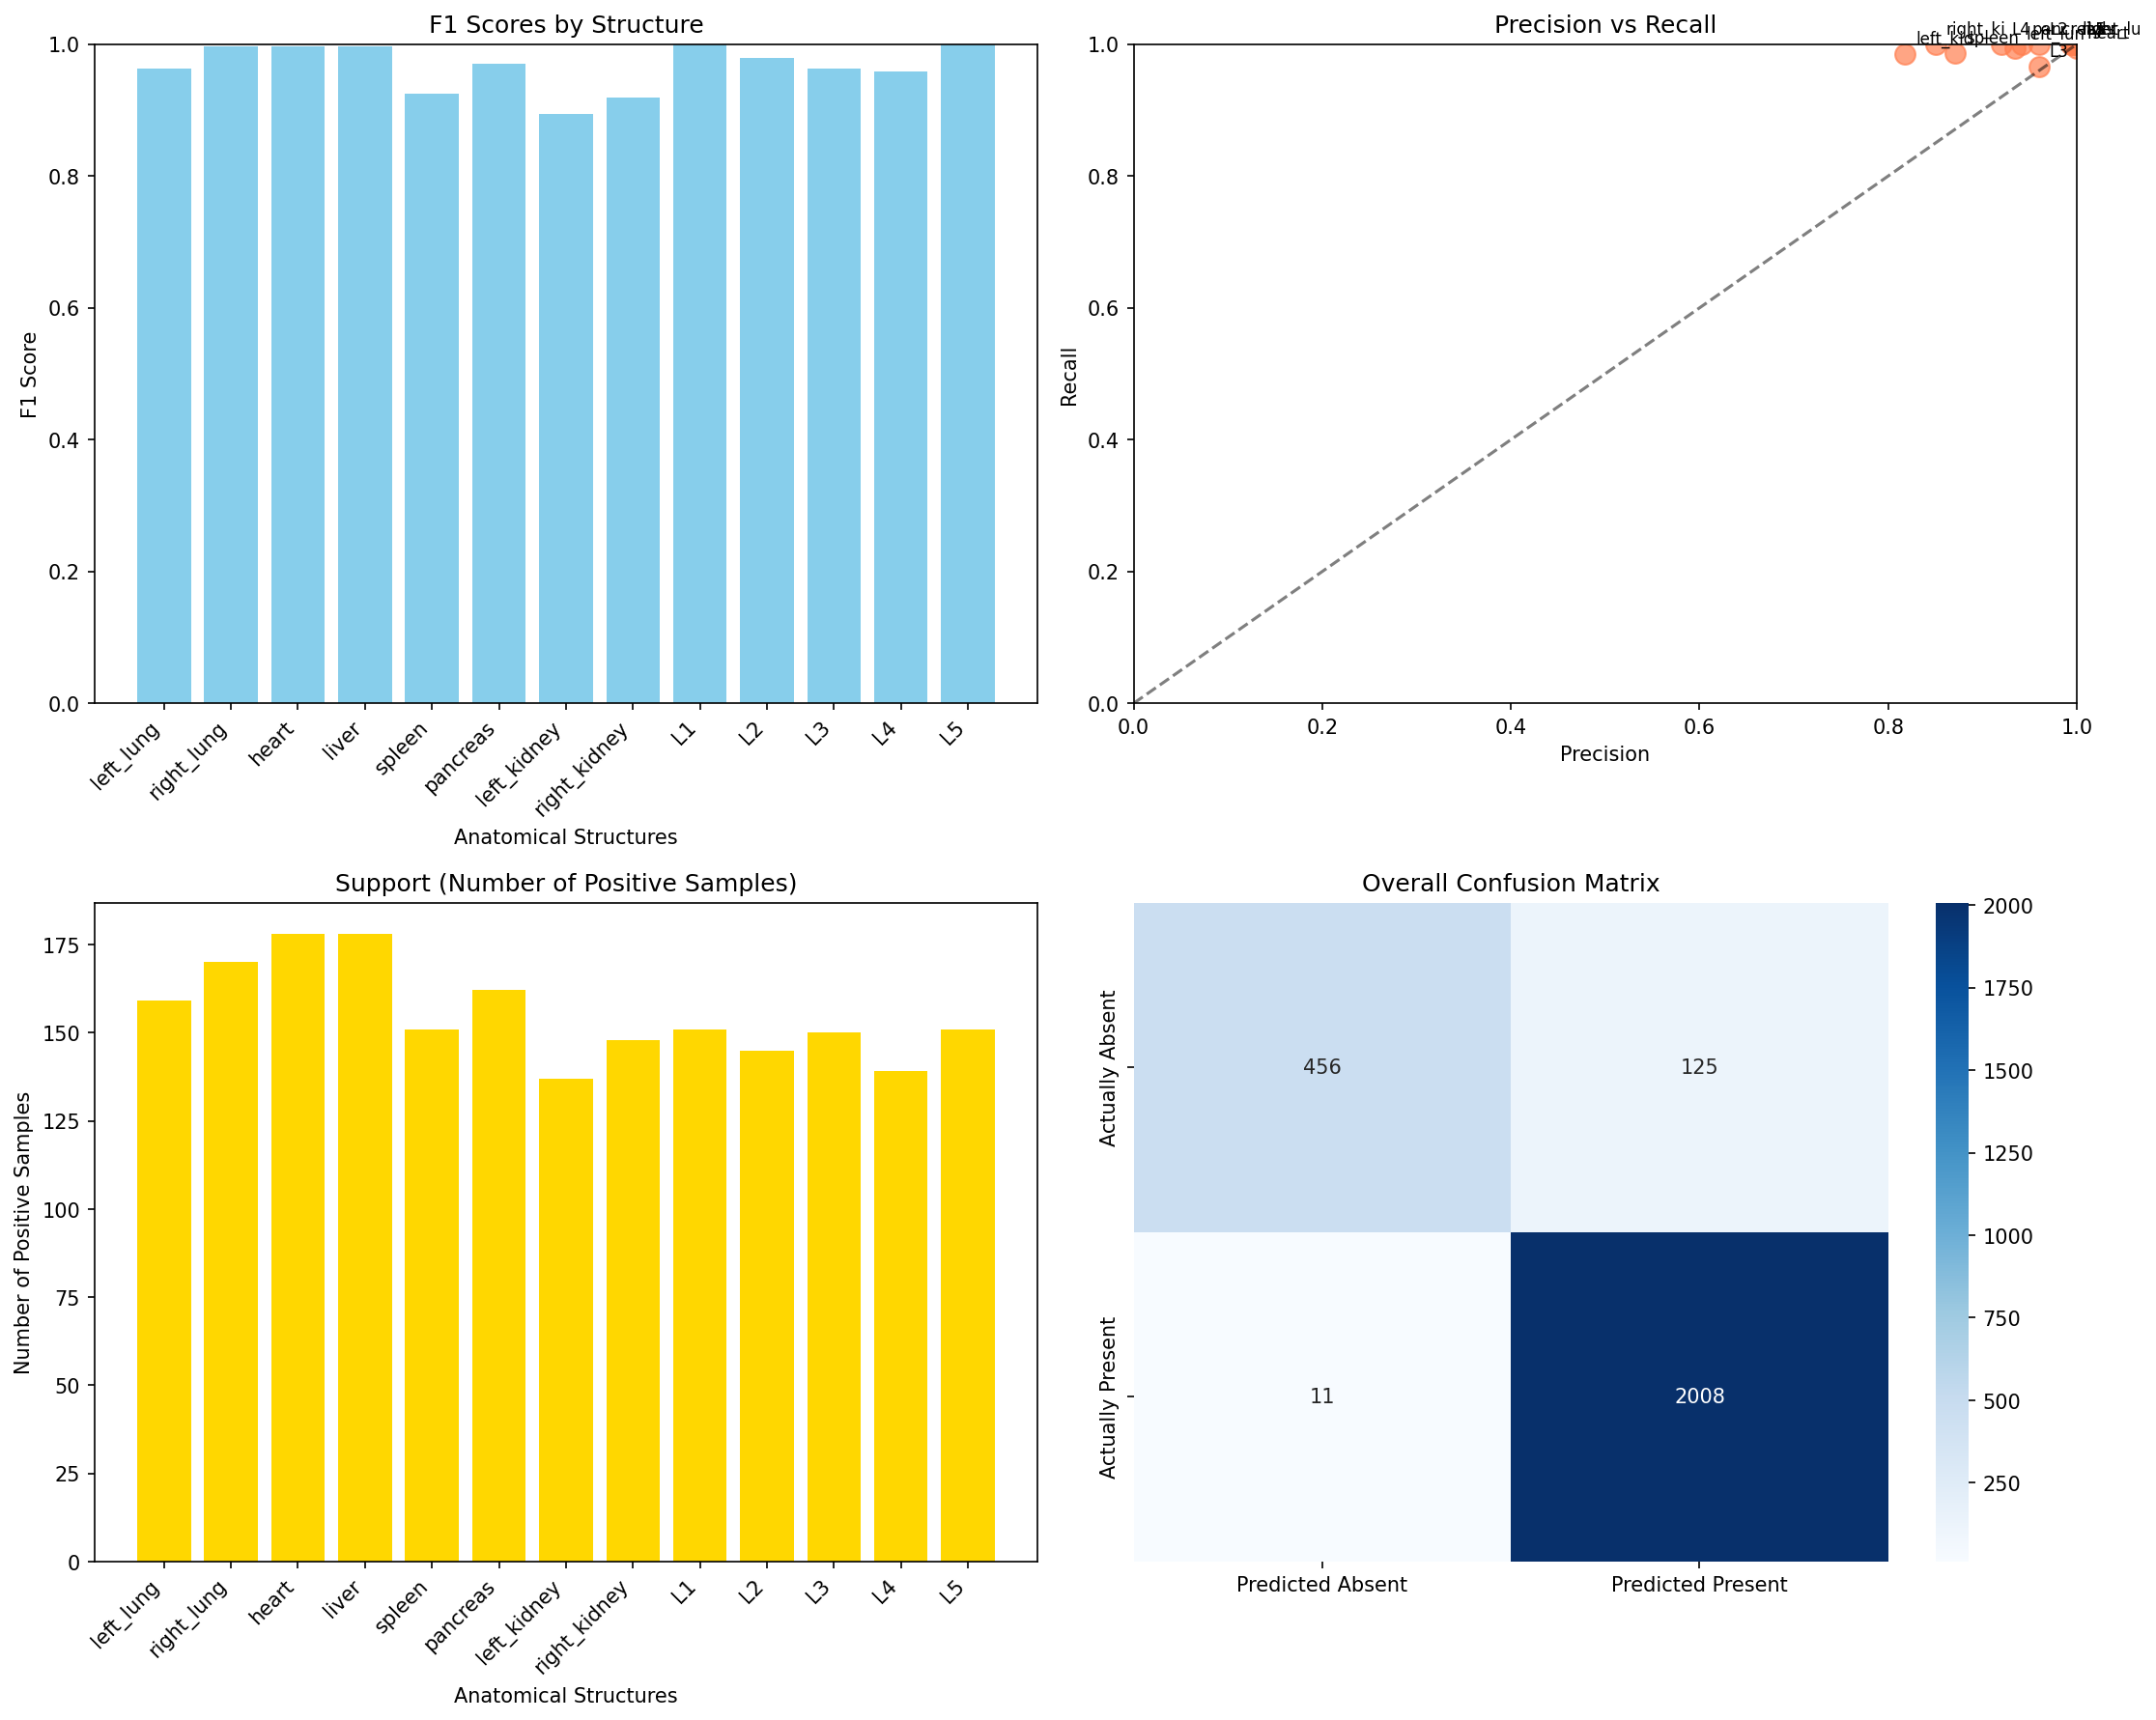 F1 Scores by Structure
1.0
0.8
0.6
0.4
0.2
0.0
F1 Score
left_lung
right_lung
heart
liver
spleen
pancreas
left_kidney
right_kidney
L1
L2
L3
L4
L5
Anatomical Structures
Precision vs Recall
right_ki
L4
left_kid
spleen
L3
1.0
0.8
0.6
0.4
0.2
0.0
Recall
0.0
0.2
0.4
0.6
0.8
1.0
Precision
Support (Number of Positive Samples)
175
150
125
100
75
50
25
0
Number of Positive Samples
left_lung
right_lung
heart
liver
spleen
pancreas
left_kidney
right_kidney
L1
L2
L3
L4
L5
Anatomical Structures
Overall Confusion Matrix
Actually Absent
Actually Present
456
125
11
2008
Predicted Absent
Predicted Present
2000
1750
1500
1250
1000
750
500
250